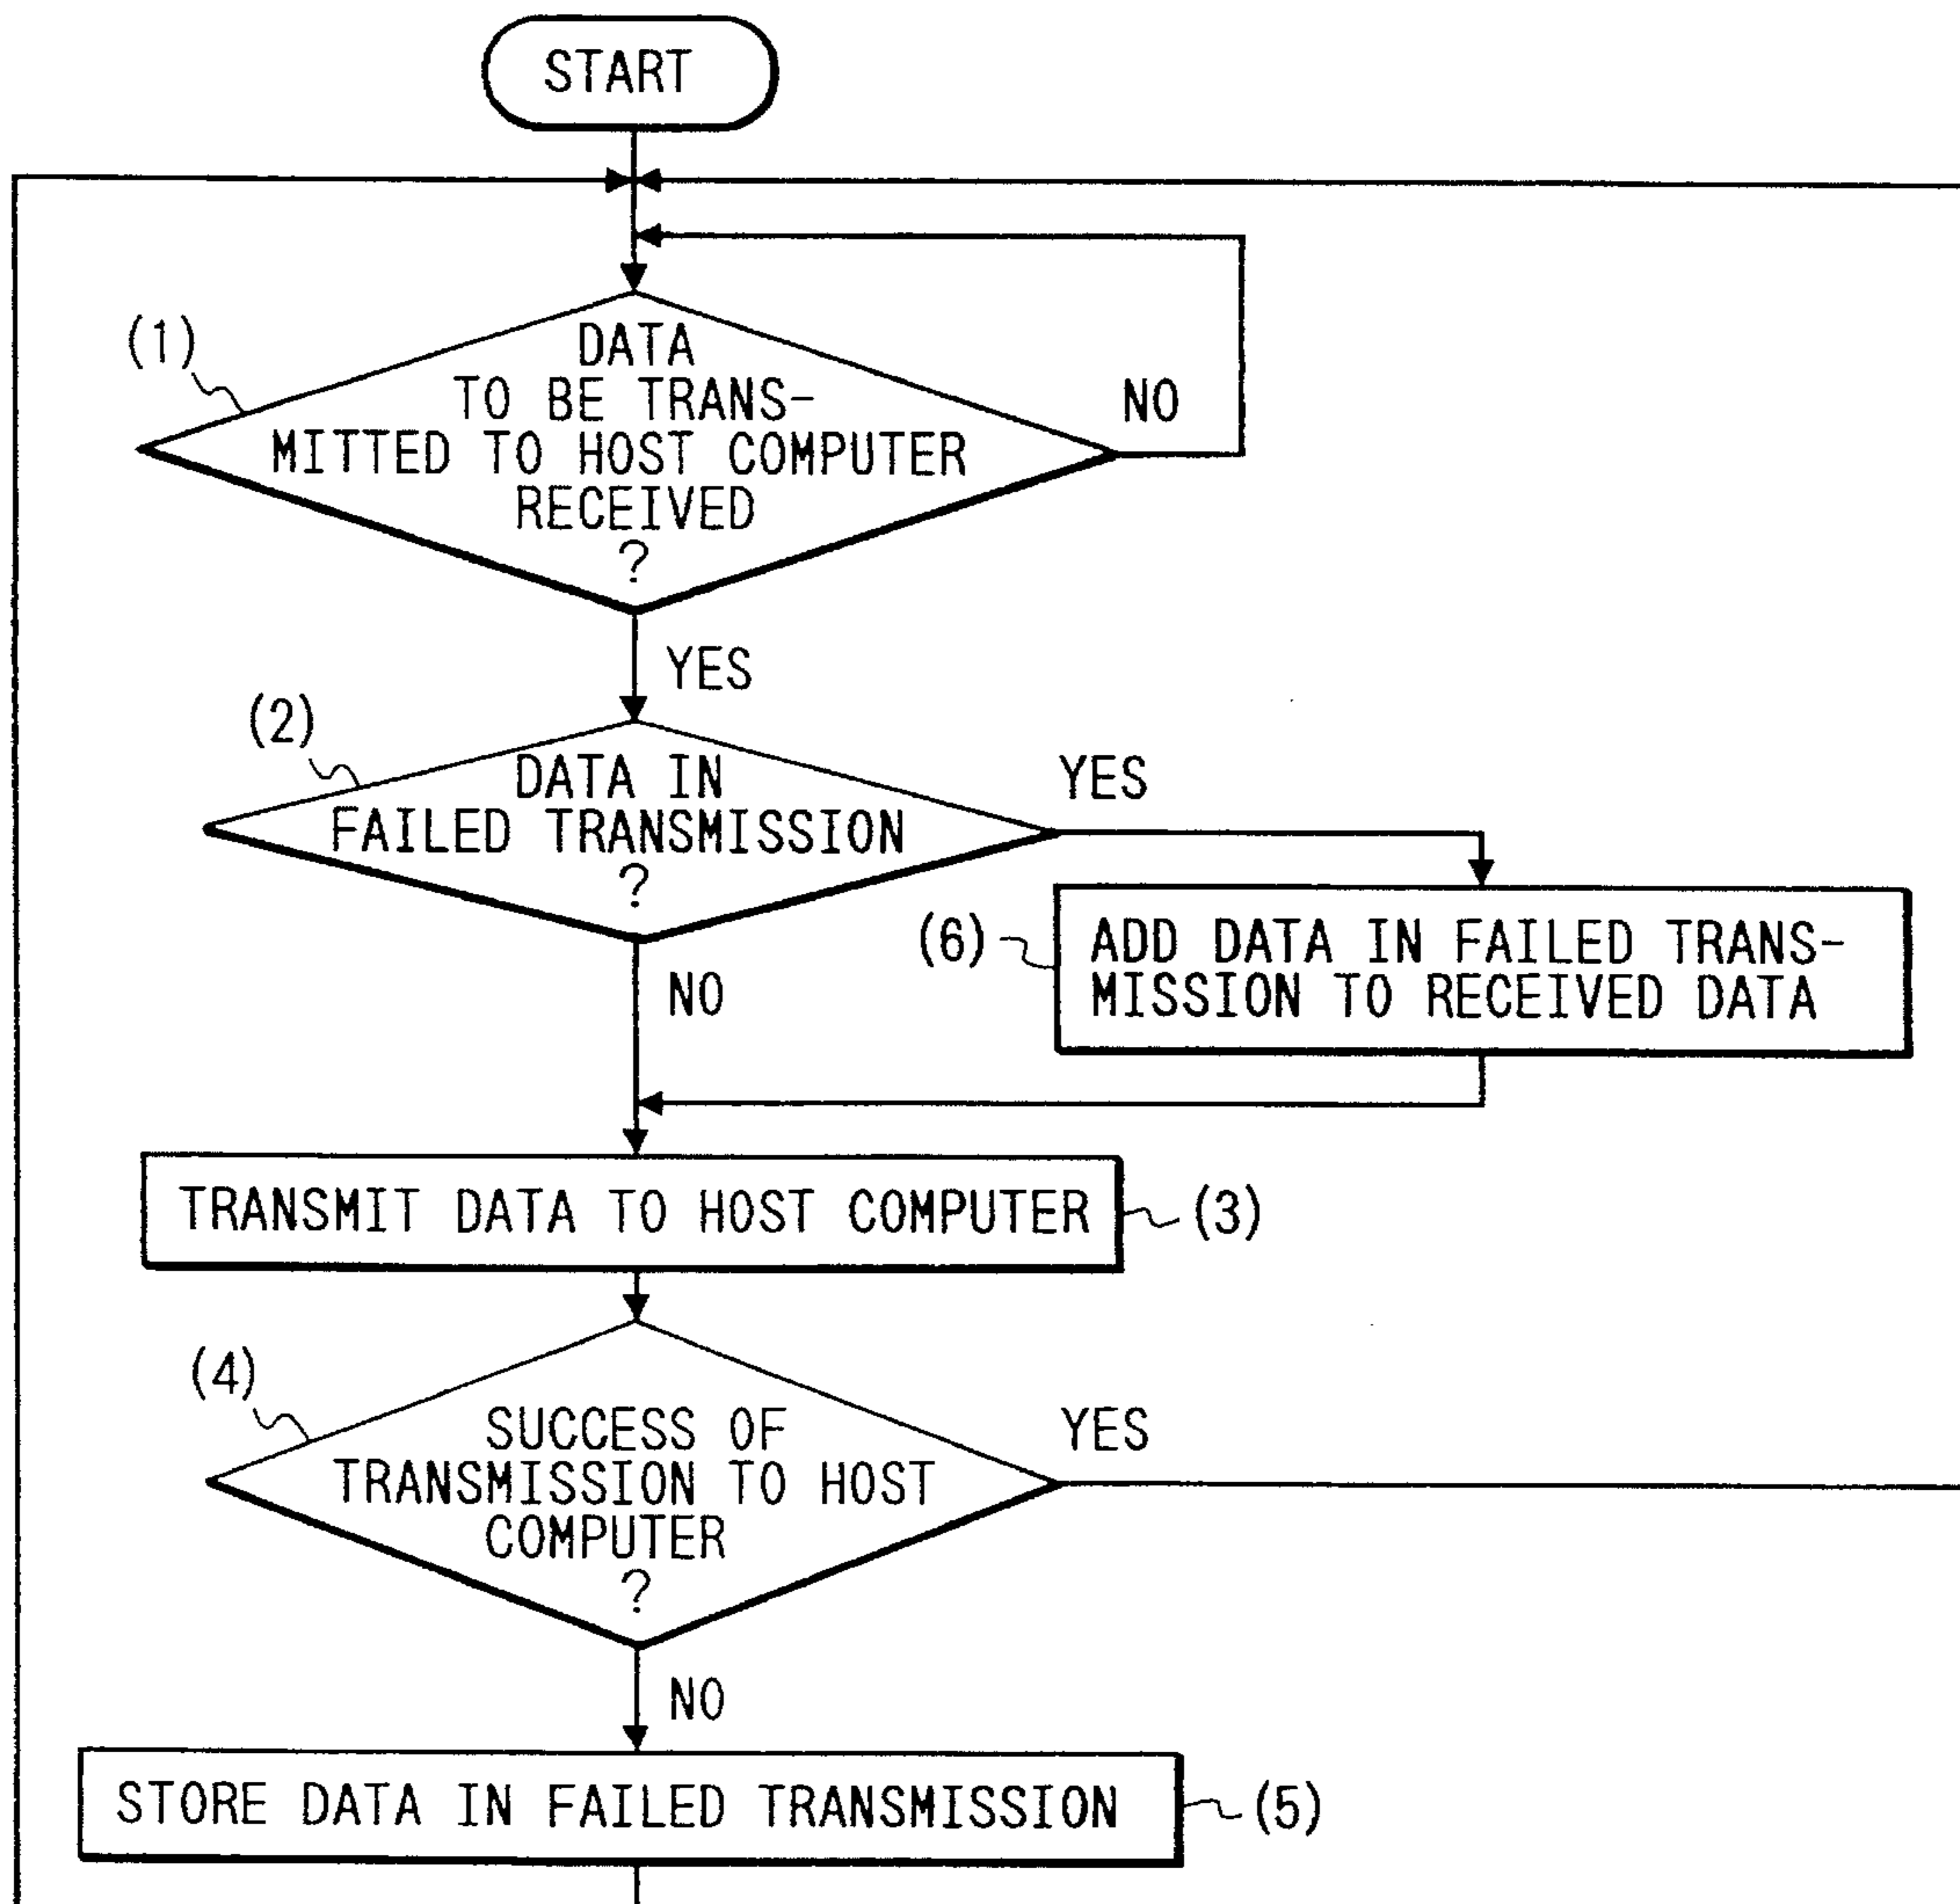 START
(1)
DATA
TO BE TRANS-
MITTED TO HOST COMPUTER
RECEIVED
?
NO
YES
(2)
DATA IN
FAILED TRANSMISSION
?
YES
NO
(6)
ADD DATA IN FAILED TRANS-
MISSION TO RECEIVED DATA
TRANSMIT DATA TO HOST COMPUTER
(3)
(4)
SUCCESS OF
TRANSMISSION TO HOST
COMPUTER
?
YES
NO
STORE DATA IN FAILED TRANSMISSION
(5)